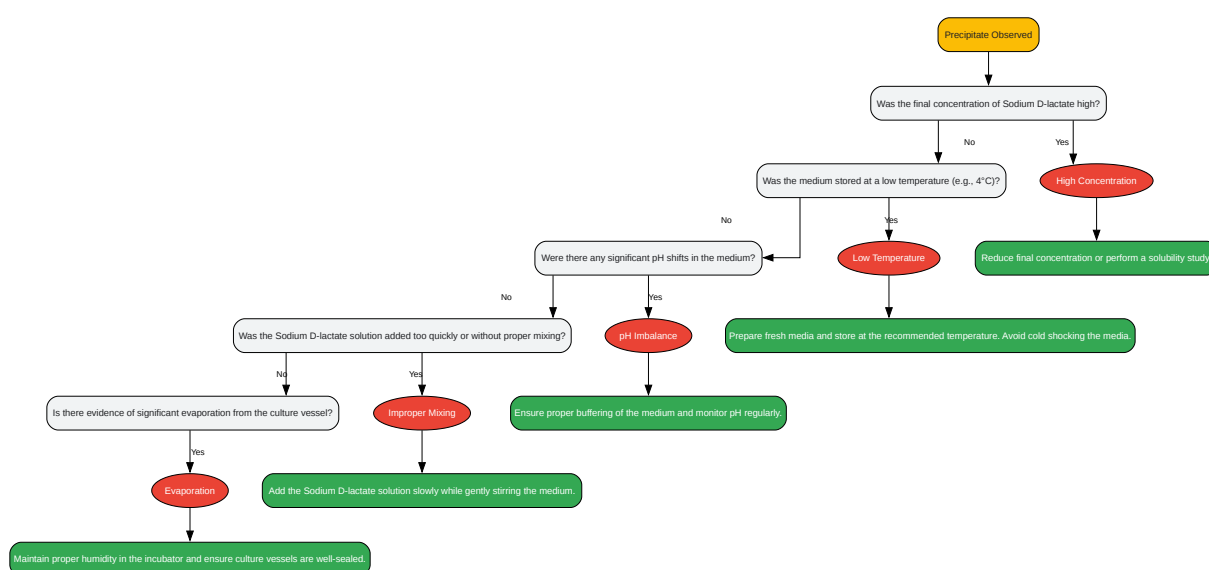 Precipitate Observed
Was the final concentration of Sodium D-lactate high?
No
Yes
Was the medium stored at a low temperature (e.g., 4°C)?
High Concentration
No
Yes
Were there any significant pH shifts in the medium?
Low Temperature
Reduce final concentration or perform a solubility study
No
Yes
Was the Sodium D-lactate solution added too quickly or without proper mixing?
pH Imbalance
Prepare fresh media and store at the recommended temperature. Avoid cold shocking the media.
No
Yes
Is there evidence of significant evaporation from the culture vessel?
Improper Mixing
Ensure proper buffering of the medium and monitor pH regularly.
Yes
Evaporation
Add the Sodium D-lactate solution slowly while gently stirring the medium.
Maintain proper humidity in the incubator and ensure culture vessels are well-sealed.